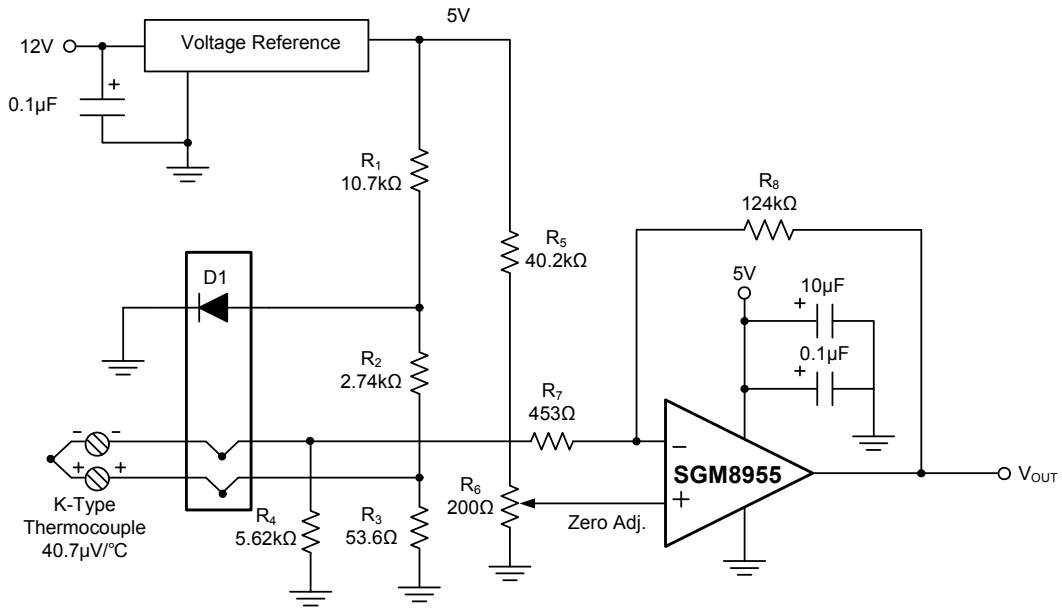 5V
12V
Voltage Reference
+
0.1µF
R₁
10.7kΩ
R₈
124kΩ
R₅
40.2kΩ
D1
5V
+
10µF
0.1µF
+
R₂
2.74kΩ
R₇
453Ω
− −
+ +
K-Type
Thermocouple
40.7µV/°C
R₄
5.62kΩ
R₃
53.6Ω
R₆
200Ω
Zero Adj.
−
+
SGM8955
VOUT